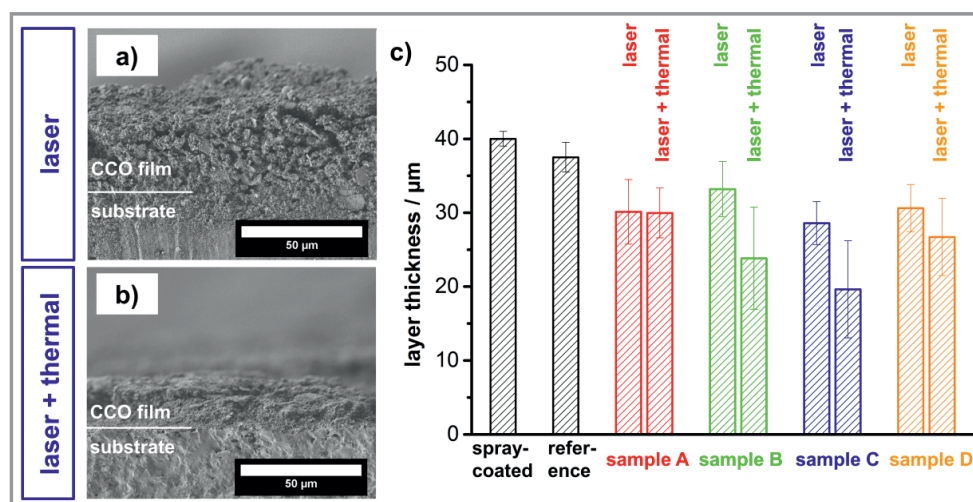 laser
a)
CCO film
substrate
50 µm
laser + thermal
b)
CCO film
substrate
50 µm
c)
laser
laser + thermal
laser
laser + thermal
laser
laser + thermal
laser
laser + thermal
layer thickness / µm
50
40
30
20
10
0
spray-
coated
refer-
ence
sample A
sample B
sample C
sample D